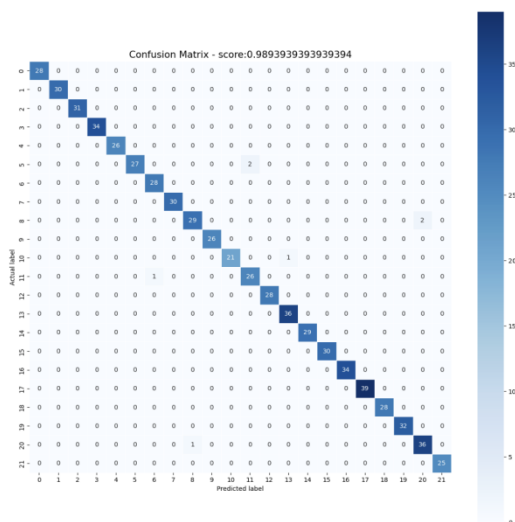 Confusion Matrix - score:0.9893939393939394
0 28 0 0 0 0 0 0 0 0 0 0 0 0 0 0 0 0 0 0 0 0 0
1 0 30 0 0 0 0 0 0 0 0 0 0 0 0 0 0 0 0 0 0 0 0
2 0 0 31 0 0 0 0 0 0 0 0 0 0 0 0 0 0 0 0 0 0 0
3 0 0 0 34 0 0 0 0 0 0 0 0 0 0 0 0 0 0 0 0 0 0
4 0 0 0 0 26 0 0 0 0 0 0 0 0 0 0 0 0 0 0 0 0 0
5 0 0 0 0 0 27 0 0 0 0 0 2 0 0 0 0 0 0 0 0 0 0
6 0 0 0 0 0 0 28 0 0 0 0 0 0 0 0 0 0 0 0 0 0 0
7 0 0 0 0 0 0 0 30 0 0 0 0 0 0 0 0 0 0 0 0 0 0
8 0 0 0 0 0 0 0 0 29 0 0 0 0 0 0 0 0 0 0 0 2 0
9 0 0 0 0 0 0 0 0 0 26 0 0 0 0 0 0 0 0 0 0 0 0
10 0 0 0 0 0 0 0 0 0 0 21 0 0 1 0 0 0 0 0 0 0 0
11 0 0 0 0 0 0 1 0 0 0 0 26 0 0 0 0 0 0 0 0 0 0
12 0 0 0 0 0 0 0 0 0 0 0 0 28 0 0 0 0 0 0 0 0 0
13 0 0 0 0 0 0 0 0 0 0 0 0 0 36 0 0 0 0 0 0 0 0
14 0 0 0 0 0 0 0 0 0 0 0 0 0 0 29 0 0 0 0 0 0 0
15 0 0 0 0 0 0 0 0 0 0 0 0 0 0 0 30 0 0 0 0 0 0
16 0 0 0 0 0 0 0 0 0 0 0 0 0 0 0 0 34 0 0 0 0 0
17 0 0 0 0 0 0 0 0 0 0 0 0 0 0 0 0 0 39 0 0 0 0
18 0 0 0 0 0 0 0 0 0 0 0 0 0 0 0 0 0 0 28 0 0 0
19 0 0 0 0 0 0 0 0 0 0 0 0 0 0 0 0 0 0 0 32 0 0
20 0 0 0 0 0 0 0 0 1 0 0 0 0 0 0 0 0 0 0 0 36 0
21 0 0 0 0 0 0 0 0 0 0 0 0 0 0 0 0 0 0 0 0 0 25
0 1 2 3 4 5 6 7 8 9 10 11 12 13 14 15 16 17 18 19 20 21
Predicted label
Actual label
35
30
25
20
15
10
5
0